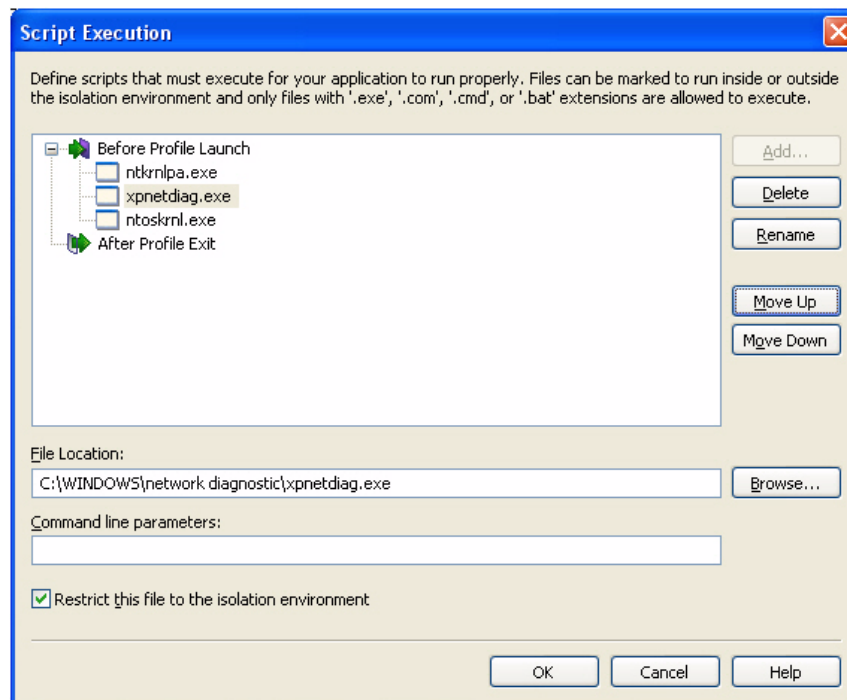 Script Execution
Define scripts that must execute for your application to run properly. Files can be marked to run inside or outside
the isolation environment and only files with '.exe', '.com', '.cmd', or '.bat' extensions are allowed to execute.
Before Profile Launch
ntkrnlpa.exe
xpnetdiag.exe
ntoskrnl.exe
After Profile Exit
Add...
Delete
Rename
Move Up
Move Down
File Location:
C:\WINDOWS\network diagnostic\xpnetdiag.exe
Browse...
Command line parameters:
Restrict this file to the isolation environment
OK
Cancel
Help